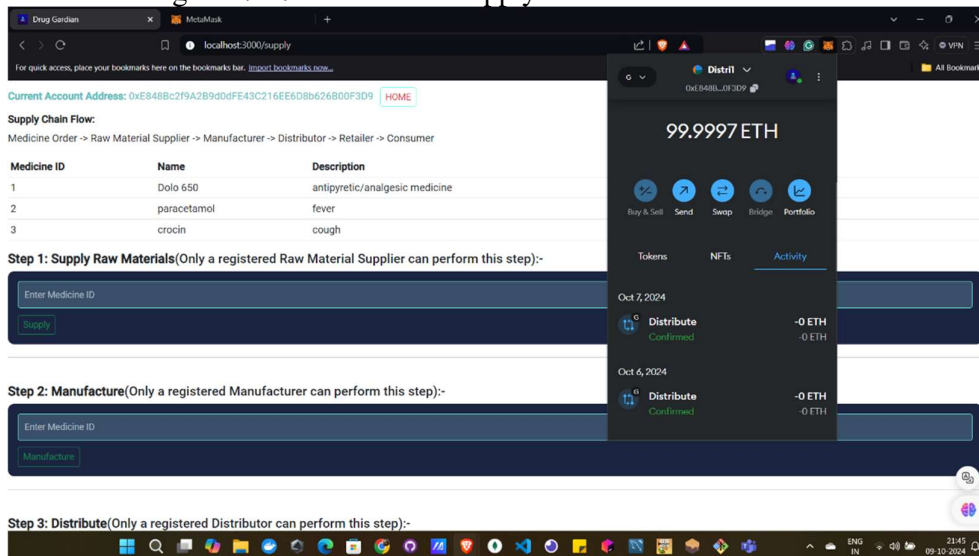 Drug Gardian
MetaMask
localhost:3000/supply
VPN
For quick access, place your bookmarks here on the bookmarks bar. Import bookmarks now...
All Bookmark
Current Account Address: 0xE848Bc2f9A2B9d0dFE43C216EE6D8b626B00F3D9 HOME
Supply Chain Flow:
Medicine Order -> Raw Material Supplier -> Manufacturer -> Distributor -> Retailer -> Consumer
Medicine ID Name Description
1 Dolo 650 antipyretic/analgesic medicine
2 paracetamol fever
3 crocin cough
Step 1: Supply Raw Materials(Only a registered Raw Material Supplier can perform this step):-
Enter Medicine ID
Supply
Step 2: Manufacture(Only a registered Manufacturer can perform this step):-
Enter Medicine ID
Manufacture
Step 3: Distribute(Only a registered Distributor can perform this step):-
G
Distri1
0xE848B...0F3D9
99.9997 ETH
Buy & Sell Send Swap Bridge Portfolio
Tokens NFTs Activity
Oct 7, 2024
G
Distribute -0 ETH
Confirmed -0 ETH
Oct 6, 2024
G
Distribute -0 ETH
Confirmed -0 ETH
ENG
IN
21:45
09-10-2024